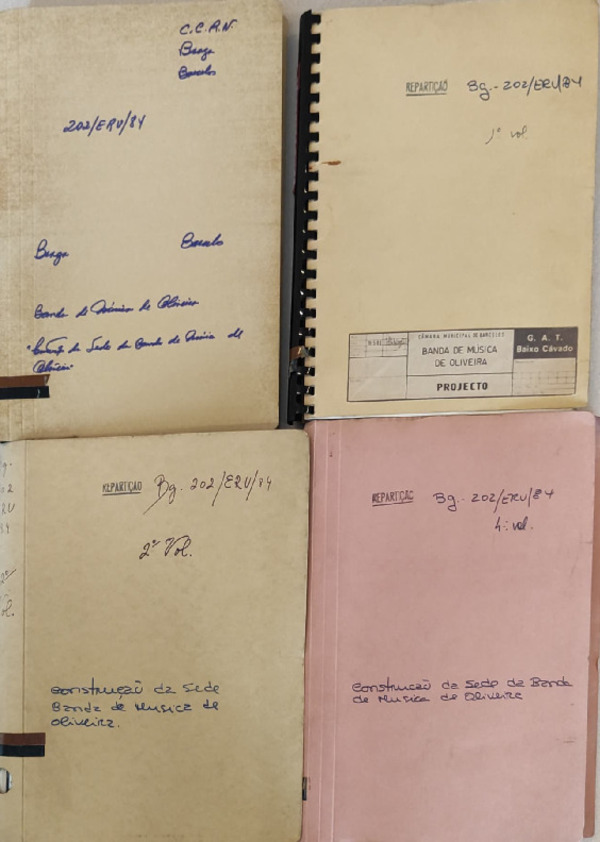 C.C.R.N.
Braga
Barcelos
202/ERU/84
Braga
Barcelos
Banda de Música de Oliveira
Sede da Banda de Música de
Oliveira"
REPARTIÇÃO Bg.- 202/ERU/84
1º vol
CÂMARA MUNICIPAL DE BARCELOS
BANDA DE MÚSICA
DE OLIVEIRA
PROJECTO
G. A. T.
Baixo Cávado
REPARTIÇÃO Bg. 202/ERU/84
2º Vol.
Construção da Sede
Banda de Musica de
Oliveira.
REPARTIÇÃO Bg.- 202/ERU/84
4º vol.
Construcaõ da Sede da Banda
de Musica de Oliveira